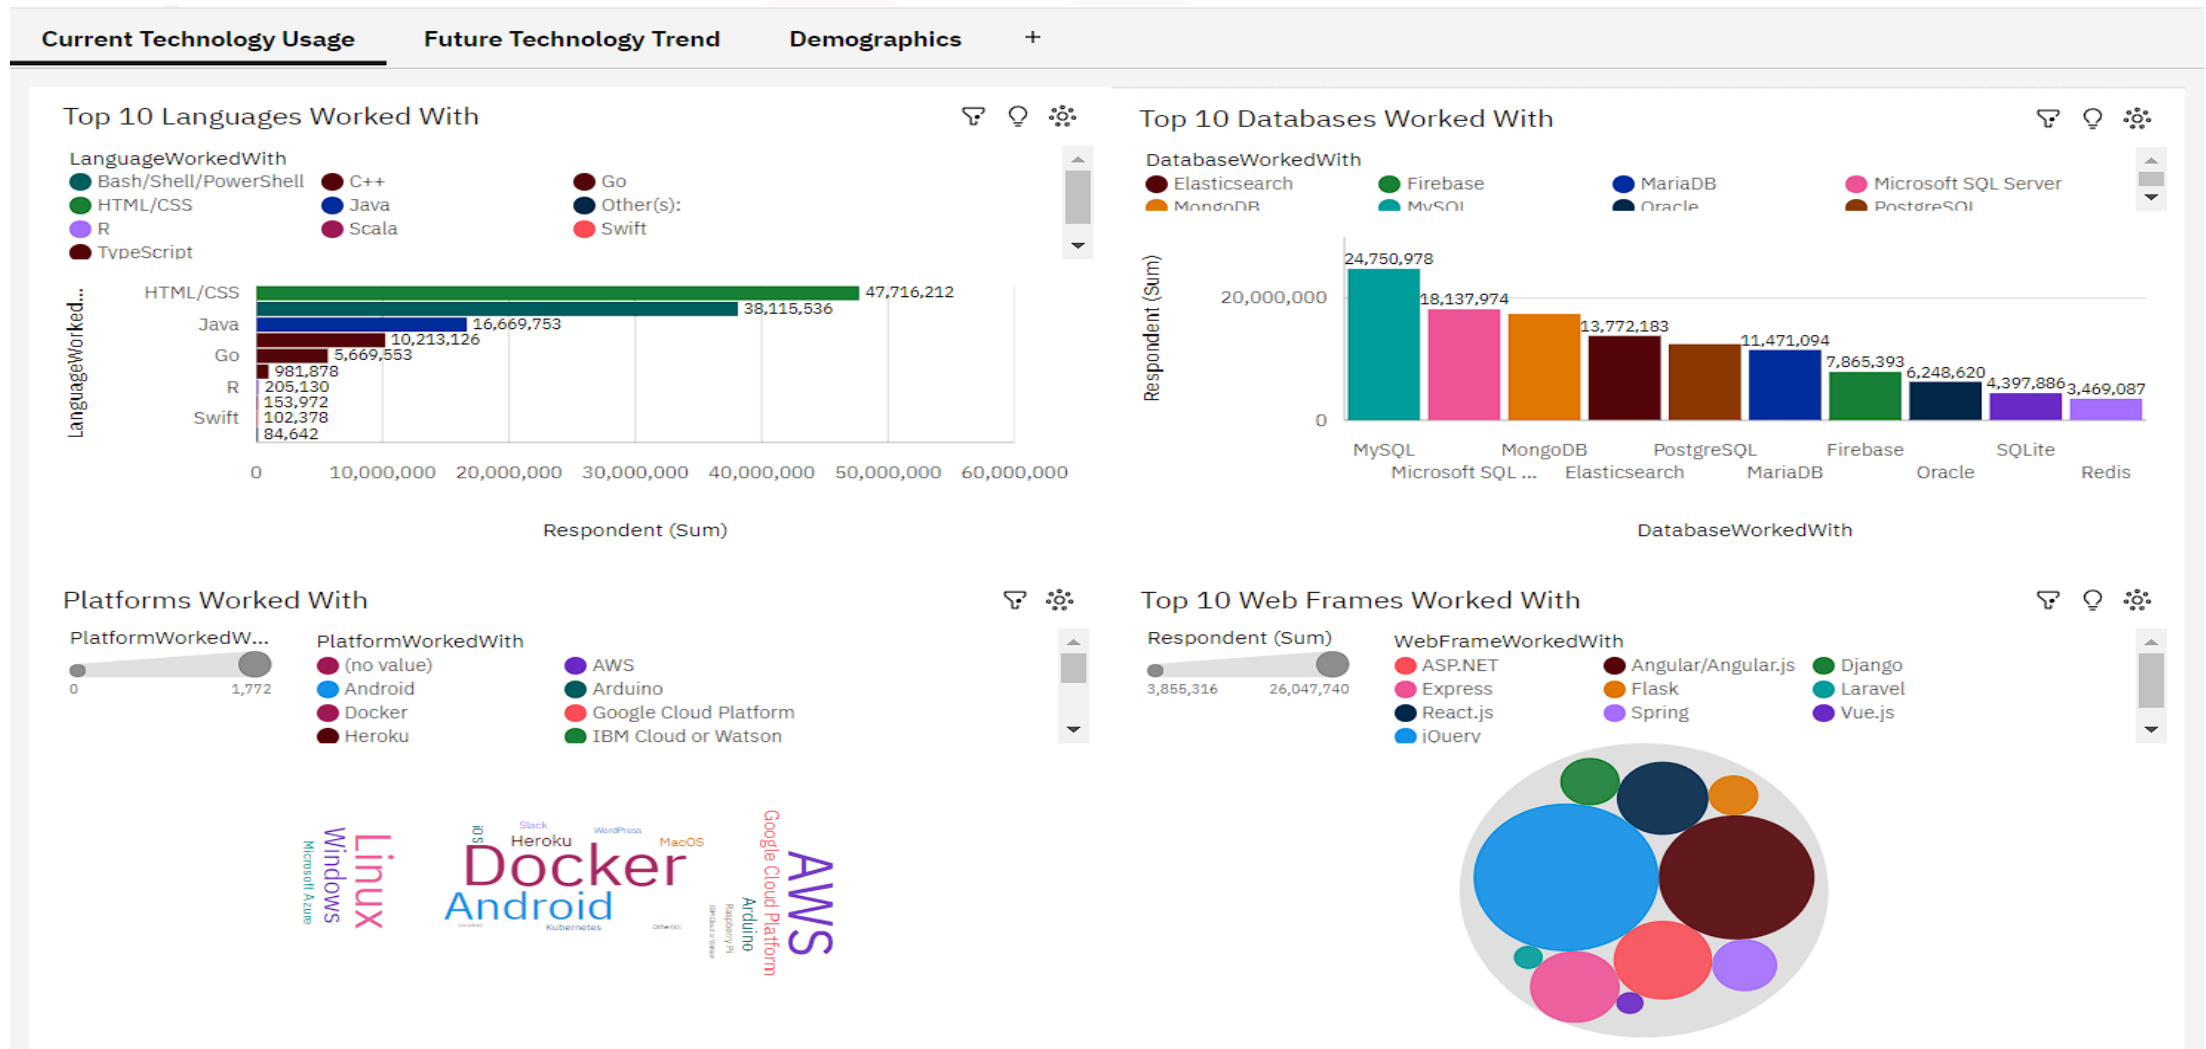 Current Technology Usage Future Technology Trend Demographics +
Top 10 Languages Worked With
LanguageWorkedWith
Bash/Shell/PowerShell C++ Go
HTML/CSS Java Other(s):
R Scala Swift
TypeScript
LanguageWorked...
HTML/CSS 47,716,212
38,115,536
Java 16,669,753
10,213,126
Go 5,669,553
981,878
R 205,130
153,972
Swift 102,378
84,642
0 10,000,000 20,000,000 30,000,000 40,000,000 50,000,000 60,000,000
Respondent (Sum)
Top 10 Databases Worked With
DatabaseWorkedWith
Elasticsearch Firebase MariaDB Microsoft SQL Server
MongoDB MySQL Oracle PostgreSQL
Respondent (Sum)
20,000,000
0
24,750,978
18,137,974
13,772,183
11,471,094
7,865,393
6,248,620
4,397,886
3,469,087
MySQL MongoDB PostgreSQL Firebase SQLite
Microsoft SQL ... Elasticsearch MariaDB Oracle Redis
DatabaseWorkedWith
Platforms Worked With
PlatformWorkedW...
0 1,772
PlatformWorkedWith
(no value) AWS
Android Arduino
Docker Google Cloud Platform
Heroku IBM Cloud or Watson
Microsoft Azure
Windows
Linux
iOS
Slack
WordPress
Heroku
MacOS
Docker
Android
Kubernetes
Other(s):
IBM Cloud or Watson
Raspberry Pi
Arduino
Google Cloud Platform
AWS
Top 10 Web Frames Worked With
Respondent (Sum)
3,855,316 26,047,740
WebFrameWorkedWith
ASP.NET Angular/Angular.js Django
Express Flask Laravel
React.js Spring Vue.js
jQuery